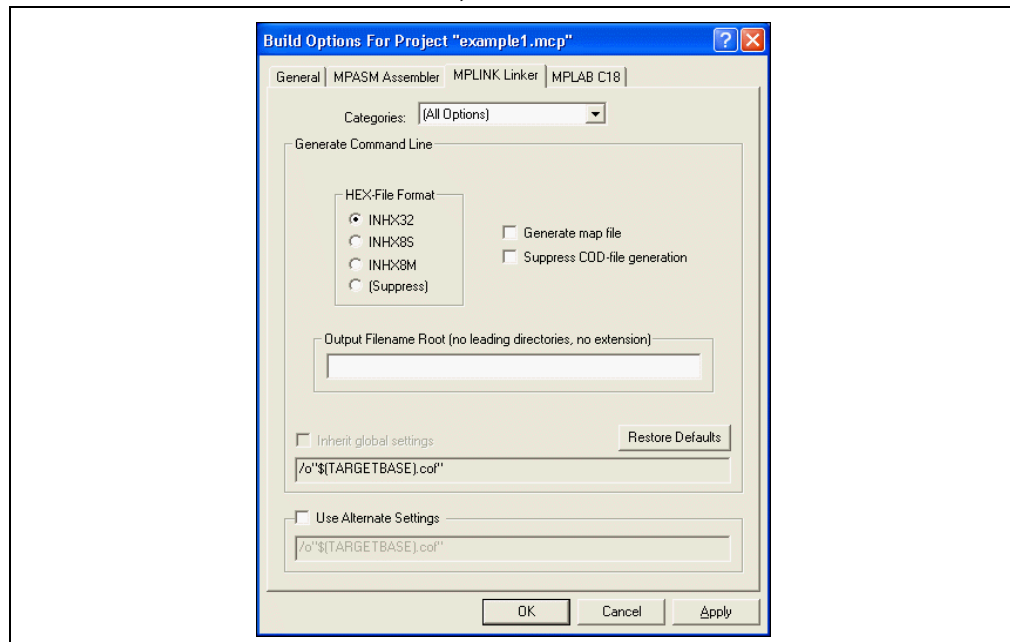 Build Options For Project "example1.mcp"
General MPASM Assembler MPLINK Linker MPLAB C18
Categories: (All Options)
Generate Command Line
HEX-File Format
INHX32
INHX8S
INHX8M
(Suppress)
Generate map file
Suppress COD-file generation
Output Filename Root (no leading directories, no extension)
Inherit global settings
Restore Defaults
/o"$(TARGETBASE).cof"
Use Alternate Settings
/o"$(TARGETBASE).cof"
OK Cancel Apply